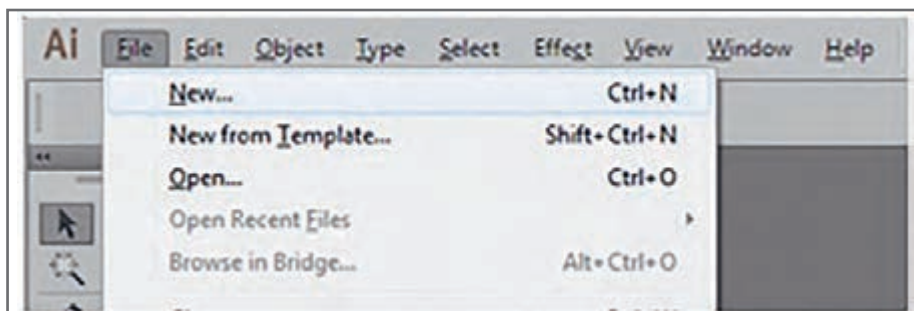 Ai File Edit Object Type Select Effect View Window Help
New... Ctrl+N
New from Template... Shift+Ctrl+N
Open... Ctrl+O
Open Recent Files
Browse in Bridge... Alt+Ctrl+O